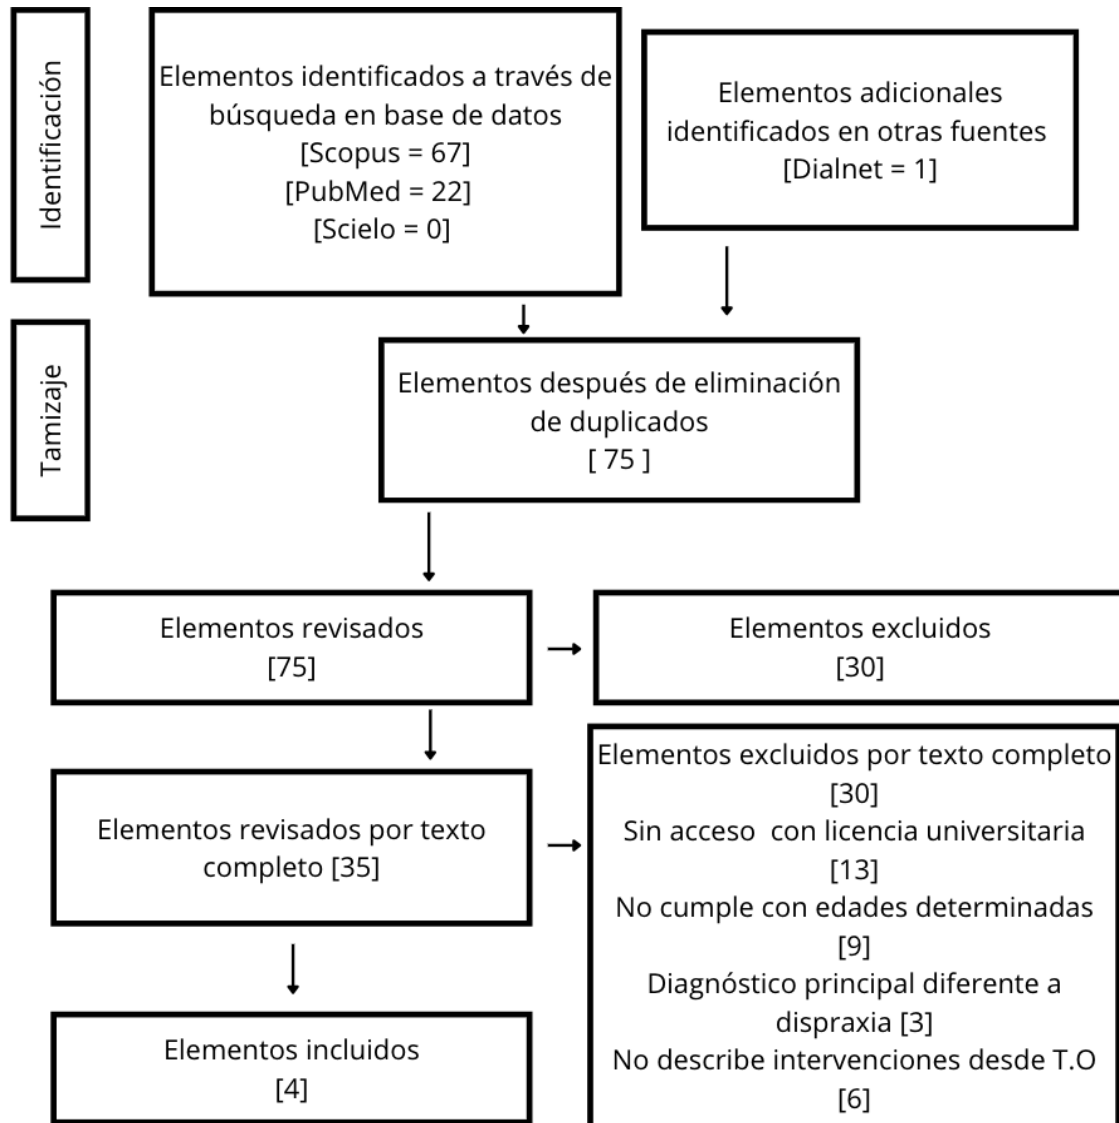 Identificación
Elementos identificados a través de
búsqueda en base de datos
[Scopus = 67]
[PubMed = 22]
[Scielo = 0]
Elementos adicionales
identificados en otras fuentes
[Dialnet = 1]
Tamizaje
Elementos después de eliminación
de duplicados
[ 75 ]
Elementos revisados
[75]
Elementos excluidos
[30]
Elementos revisados por texto
completo [35]
Elementos excluidos por texto completo
[30]
Sin acceso con licencia universitaria
[13]
No cumple con edades determinadas
[9]
Diagnóstico principal diferente a
dispraxia [3]
No describe intervenciones desde T.O
[6]
Elementos incluidos
[4]